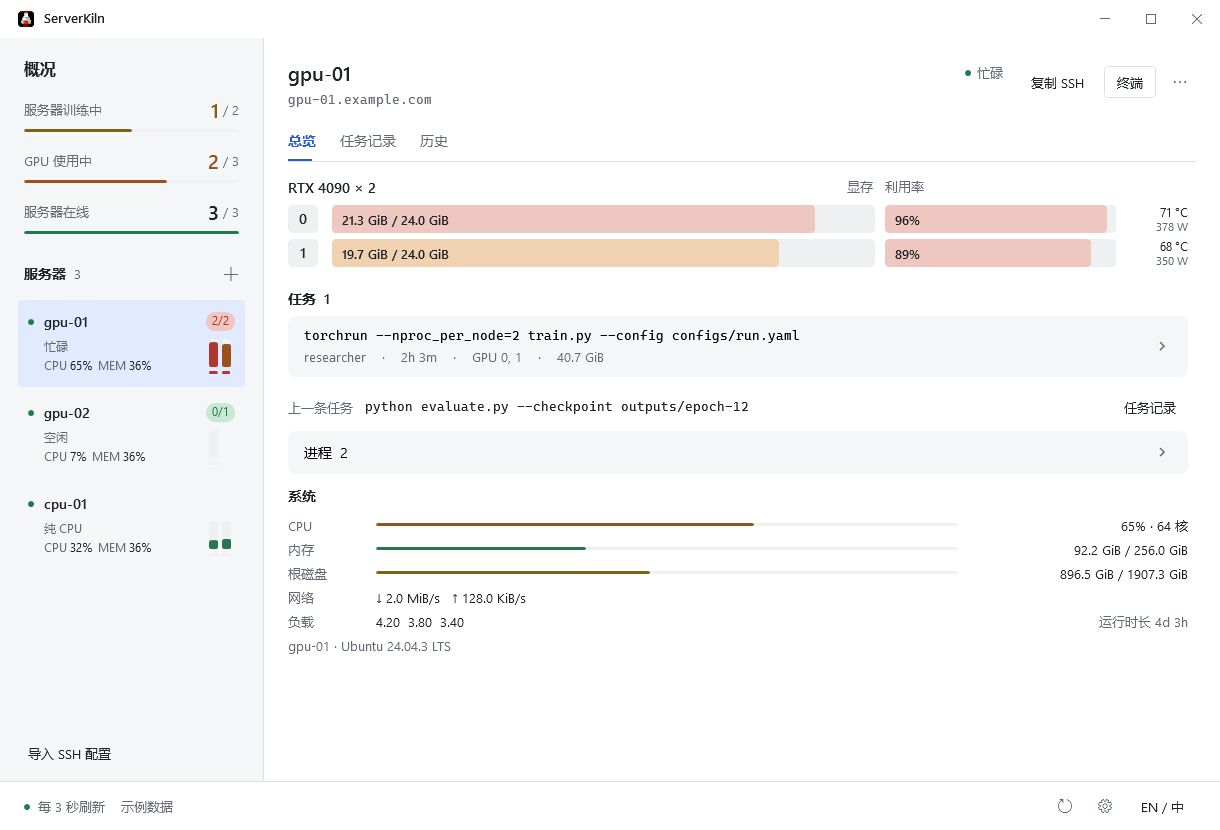 ServerKiln
概况
服务器训练中 1 / 2
GPU 使用中 2 / 3
服务器在线 3 / 3
服务器 3
gpu-01 2/2
忙碌
CPU 65% MEM 36%
gpu-02 0/1
空闲
CPU 7% MEM 36%
cpu-01
纯 CPU
CPU 32% MEM 36%
导入 SSH 配置
gpu-01
gpu-01.example.com
忙碌 复制 SSH 终端 ···
总览 任务记录 历史
RTX 4090 × 2 显存 利用率
0 21.3 GiB / 24.0 GiB 96% 71 °C
378 W
1 19.7 GiB / 24.0 GiB 89% 68 °C
350 W
任务 1
torchrun --nproc_per_node=2 train.py --config configs/run.yaml
researcher · 2h 3m · GPU 0, 1 · 40.7 GiB
上一条任务 python evaluate.py --checkpoint outputs/epoch-12 任务记录
进程 2
系统
CPU 65% · 64 核
内存 92.2 GiB / 256.0 GiB
根磁盘 896.5 GiB / 1907.3 GiB
网络 ↓ 2.0 MiB/s ↑ 128.0 KiB/s
负载 4.20 3.80 3.40 运行时长 4d 3h
gpu-01 · Ubuntu 24.04.3 LTS
每 3 秒刷新 示例数据 EN / 中